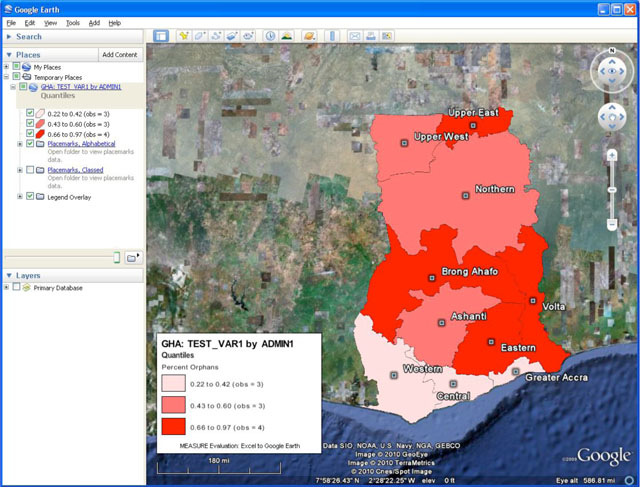 Google Earth
File Edit View Tools Add Help
Search
Places
Add Content
My Places
Temporary Places
GHA: TEST_VAR1 by ADMIN1
Quantiles
0.22 to 0.42 (obs = 3)
0.43 to 0.60 (obs = 3)
0.66 to 0.97 (obs = 4)
Placemarks, Alphabetical
Open folder to view placemarks
data.
Placemarks, Classed
Open folder to view placemarks
data.
Legend Overlay
Layers
Primary Database
N
Upper East
Upper West
Northern
Brong Ahafo
Volta
Ashanti
Eastern
Western
Greater Accra
Central
GHA: TEST_VAR1 by ADMIN1
Quantiles
Percent Orphans
0.22 to 0.42 (obs = 3)
0.43 to 0.60 (obs = 3)
0.66 to 0.97 (obs = 4)
MEASURE Evaluation: Excel to Google Earth
180 mi
Data SIO, NOAA, U.S. Navy, NGA, GEBCO
Image © 2010 GeoEye
Image © 2010 TerraMetrics
© 2010 Cnes/Spot Image
©2009 Google
7°58'26.43" N 2°28'22.25" W elev 0 ft Eye alt 586.81 mi